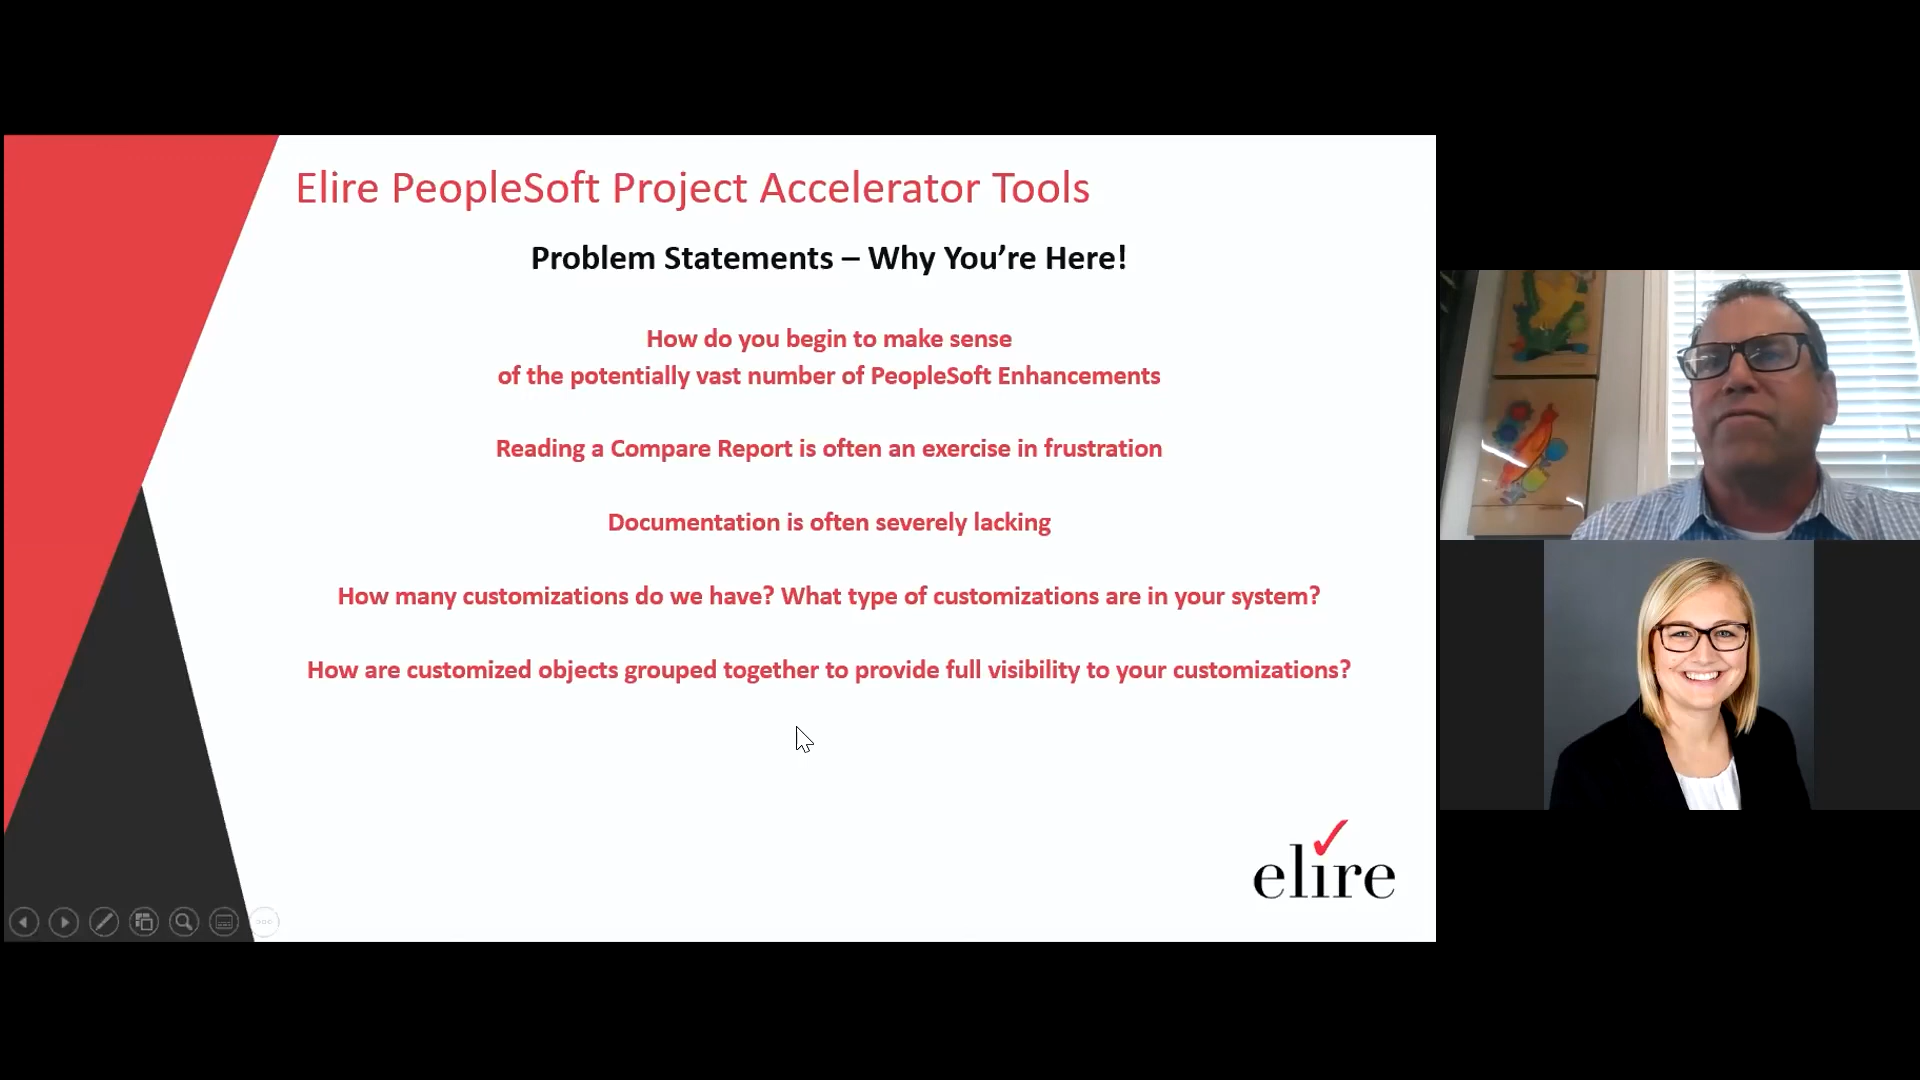 Elire PeopleSoft Project Accelerator Tools
Problem Statements – Why You’re Here!
How do you begin to make sense
of the potentially vast number of PeopleSoft Enhancements
Reading a Compare Report is often an exercise in frustration
Documentation is often severely lacking
How many customizations do we have? What type of customizations are in your system?
How are customized objects grouped together to provide full visibility to your customizations?
elire